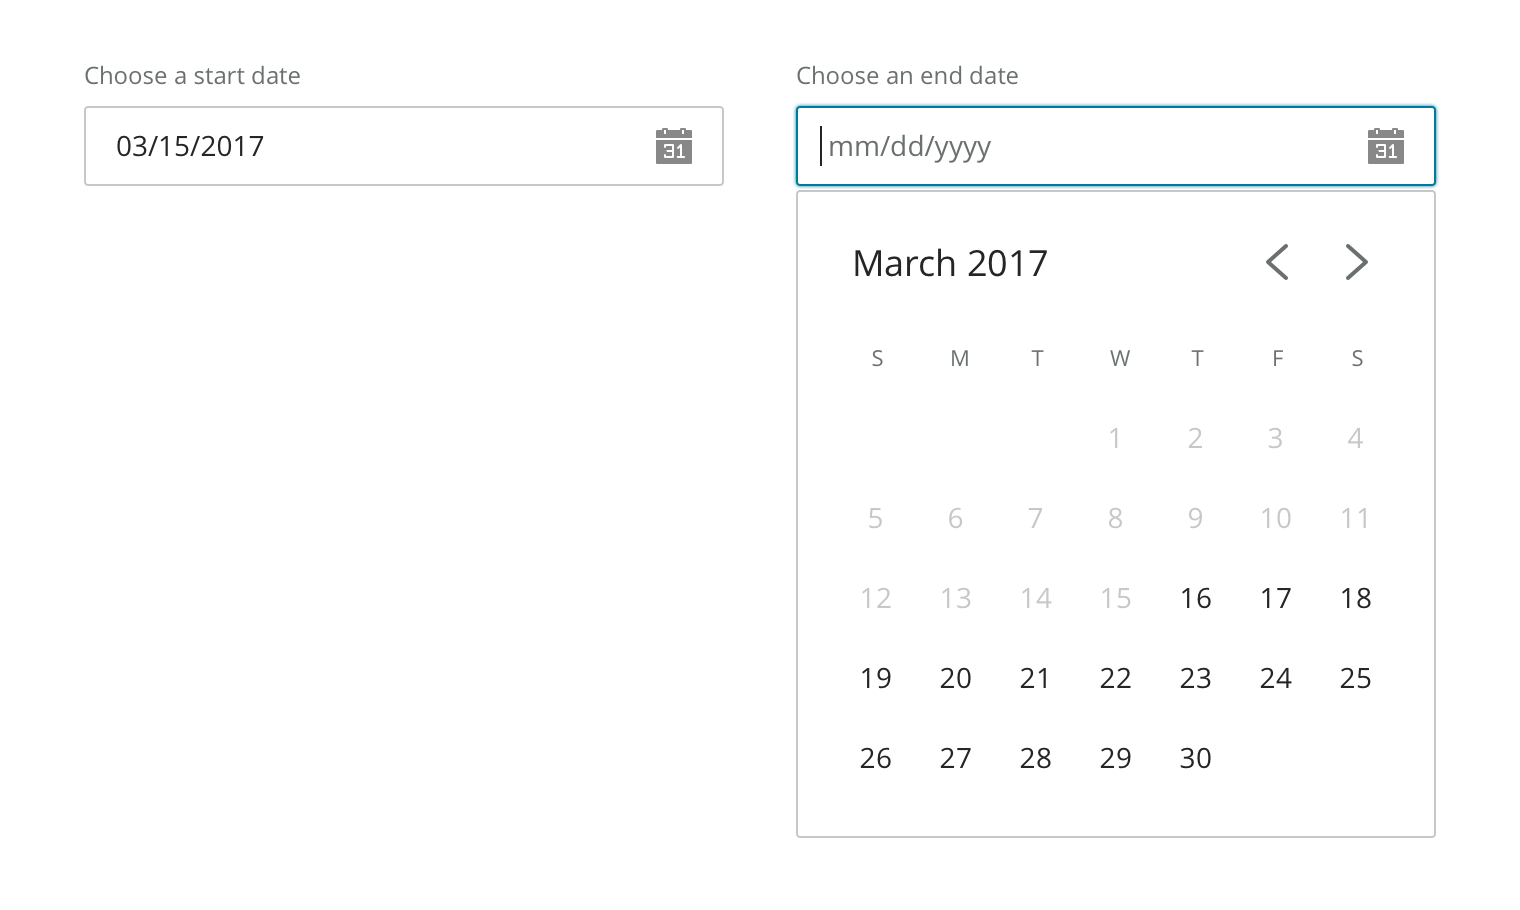 Choose a start date
03/15/2017
31
Choose an end date
mm/dd/yyyy
31
March 2017
S M T W T F S
1 2 3 4
5 6 7 8 9 10 11
12 13 14 15 16 17 18
19 20 21 22 23 24 25
26 27 28 29 30